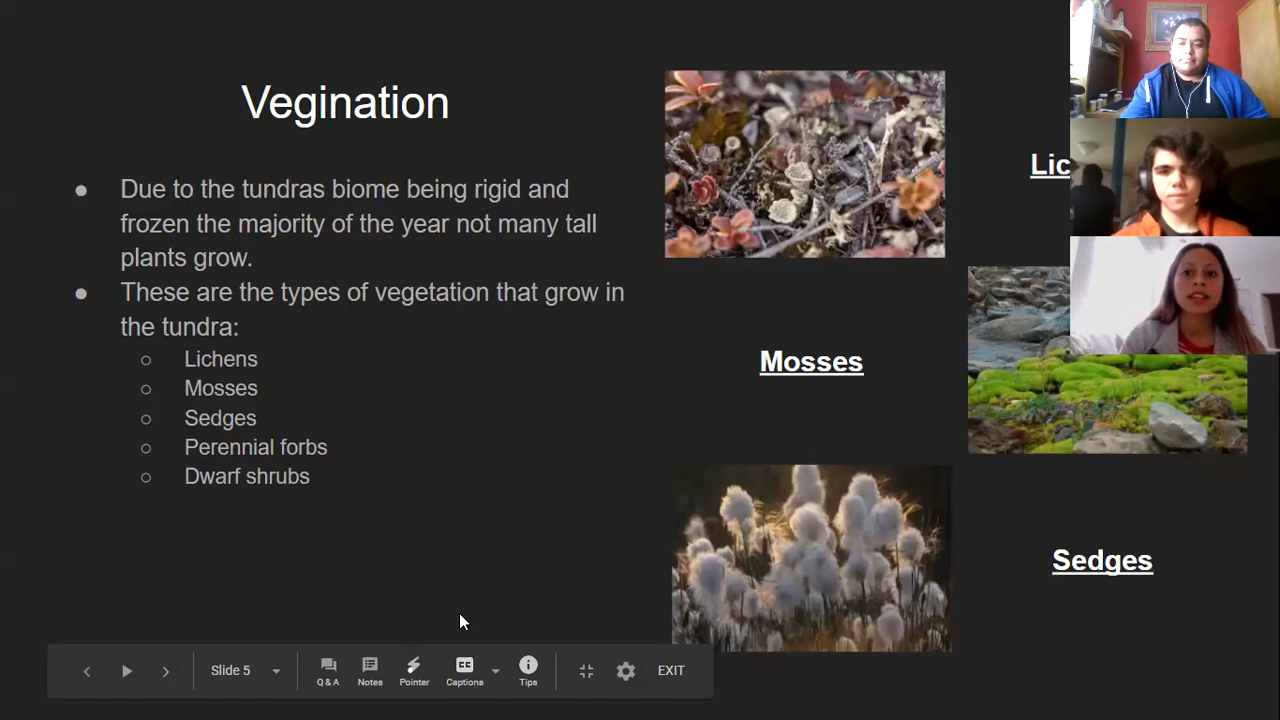 Vegination
Due to the tundras biome being rigid and
frozen the majority of the year not many tall
plants grow.
These are the types of vegetation that grow in
the tundra:
Lichens
Mosses
Sedges
Perennial forbs
Dwarf shrubs
Lic
Mosses
Sedges
Slide 5
Q & A
Notes
Pointer
Captions
Tips
EXIT